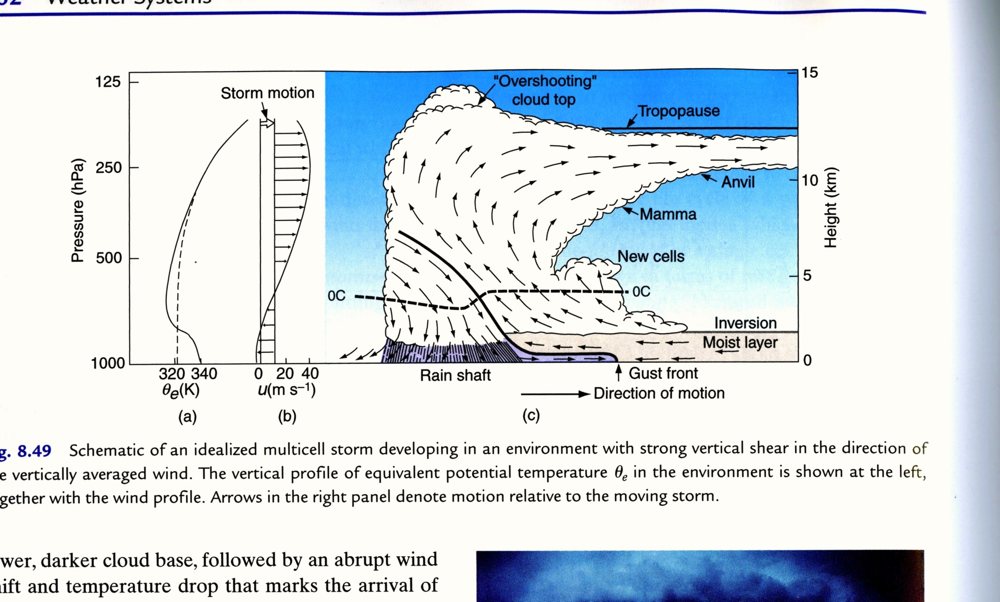 Weather Systems
125
250
500
1000
Pressure (hPa)
Storm motion
320 340
θe(K)
(a)
0 20 40
u(m s–1)
(b)
"Overshooting"
cloud top
Tropopause
Anvil
Mamma
New cells
0C
0C
Inversion
Moist layer
Rain shaft
Gust front
Direction of motion
(c)
15
10
5
0
Height (km)
g. 8.49 Schematic of an idealized multicell storm developing in an environment with strong vertical shear in the direction of
e vertically averaged wind. The vertical profile of equivalent potential temperature θe in the environment is shown at the left,
gether with the wind profile. Arrows in the right panel denote motion relative to the moving storm.
wer, darker cloud base, followed by an abrupt wind
ift and temperature drop that marks the arrival of